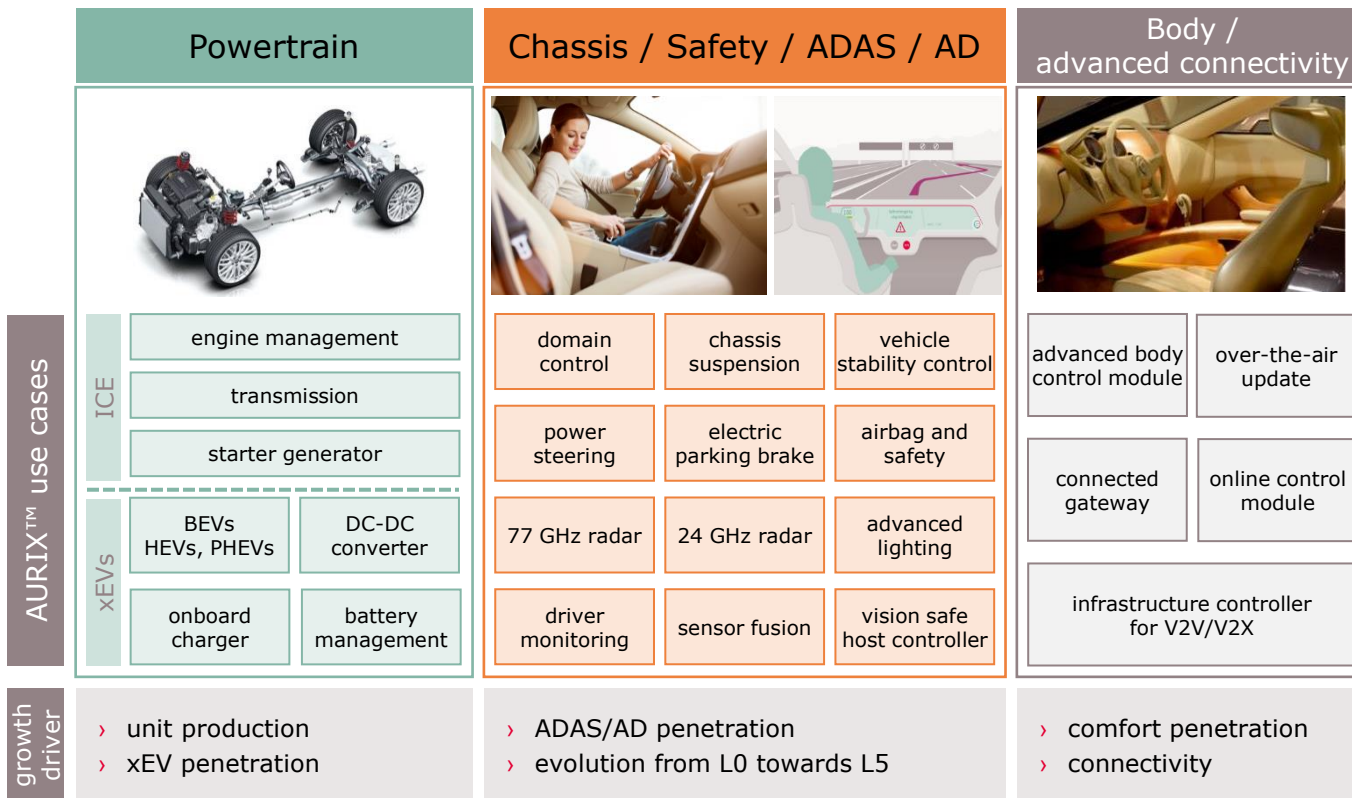 Powertrain
Chassis / Safety / ADAS / AD
Body /
advanced connectivity
AURIX™ use cases
ICE
engine management
transmission
starter generator
xEVs
BEVs
HEVs, PHEVs
DC-DC
converter
onboard
charger
battery
management
domain
control
chassis
suspension
vehicle
stability control
power
steering
electric
parking brake
airbag and
safety
77 GHz radar
24 GHz radar
advanced
lighting
driver
monitoring
sensor fusion
vision safe
host controller
advanced body
control module
over-the-air
update
connected
gateway
online control
module
infrastructure controller
for V2V/V2X
growth
driver
› unit production
› xEV penetration
› ADAS/AD penetration
› evolution from L0 towards L5
› comfort penetration
› connectivity